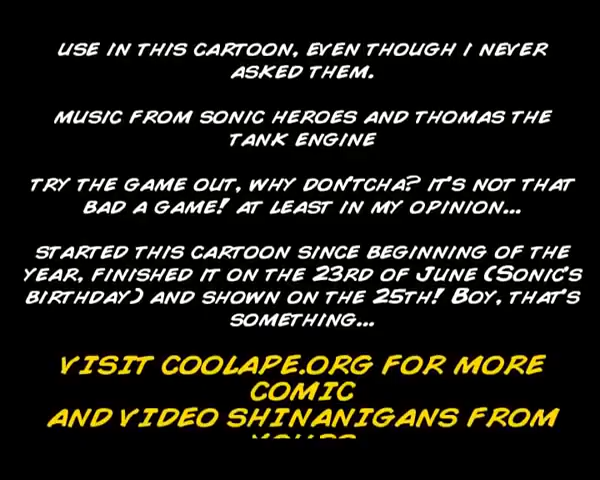 USE IN THIS CARTOON, EVEN THOUGH I NEVER
ASKED THEM.
MUSIC FROM SONIC HEROES AND THOMAS THE
TANK ENGINE
TRY THE GAME OUT, WHY DON'TCHA? IT'S NOT THAT
BAD A GAME! AT LEAST IN MY OPINION...
STARTED THIS CARTOON SINCE BEGINNING OF THE
YEAR, FINISHED IT ON THE 23RD OF JUNE (SONIC'S
BIRTHDAY) AND SHOWN ON THE 25TH! BOY, THAT'S
SOMETHING...
VISIT COOLAPE.ORG FOR MORE
COMIC
AND VIDEO SHINANIGANS FROM